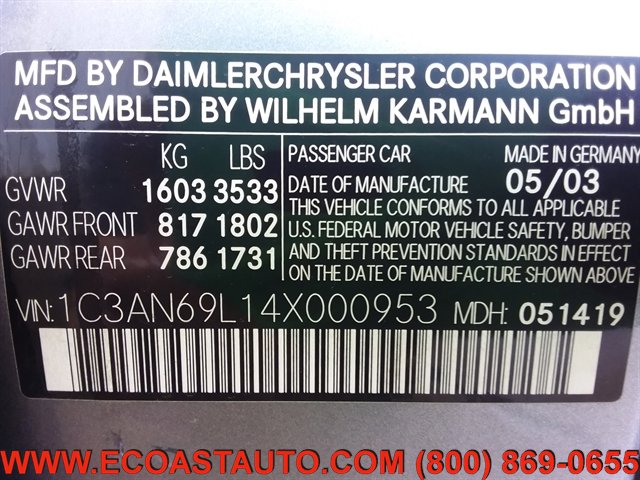 MFD BY DAIMLERCHRYSLER CORPORATION
ASSEMBLED BY WILHELM KARMANN GmbH
KG LBS
GVWR 1603 3533
GAWR FRONT 817 1802
GAWR REAR 786 1731
PASSENGER CAR MADE IN GERMANY
DATE OF MANUFACTURE 05/03
THIS VEHICLE CONFORMS TO ALL APPLICABLE
U.S. FEDERAL MOTOR VEHICLE SAFETY, BUMPER
AND THEFT PREVENTION STANDARDS IN EFFECT
ON THE DATE OF MANUFACTURE SHOWN ABOVE
VIN: 1C3AN69L14X000953 MDH: 051419
WWW.ECOASTAUTO.COM (800) 869-0655